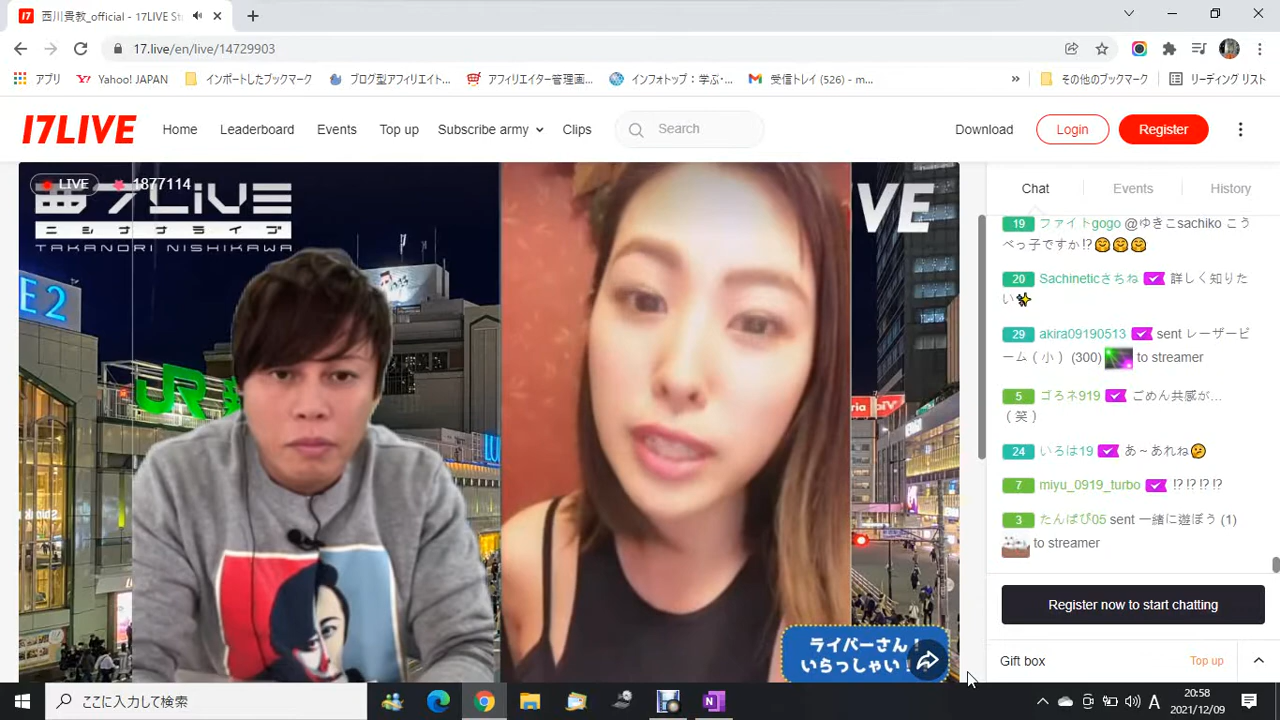 西川貴教_official - 17LIVE St
17.live/en/live/14729903
アプリ
Yahoo! JAPAN
インポートしたブックマーク
ブログ型アフィリエイト...
アフィリエイター管理画...
インフォトップ：学ぶ・...
受信トレイ (526) - m...
»
その他のブックマーク
リーディング リスト
17LIVE
Home
Leaderboard
Events
Top up
Subscribe army
Clips
Search
Download
Login
Register
LIVE
1877114
西7LiVE
ニシナナライブ
TAKANORI NISHIKAWA
VE
E 2
JR
LU
ライバーさん！
いらっしゃい！
Chat
Events
History
19 ファイトgogo @ゆきこsachiko こう
べっ子ですか!?🤗🤗🤗
20 Sachineticさちね 詳しく知りた
い✨
29 akira09190513 sent レーザービ
ーム（小）(300) to streamer
5 ゴろネ919 ごめん共感が...
（笑）
24 いろは19 あ～あれね🤔
7 miyu_0919_turbo !?!?!?!?
3 たんぱぴ05 sent 一緒に遊ぼう (1)
to streamer
Register now to start chatting
Gift box
Top up
ここに入力して検索
A
20:58
2021/12/09